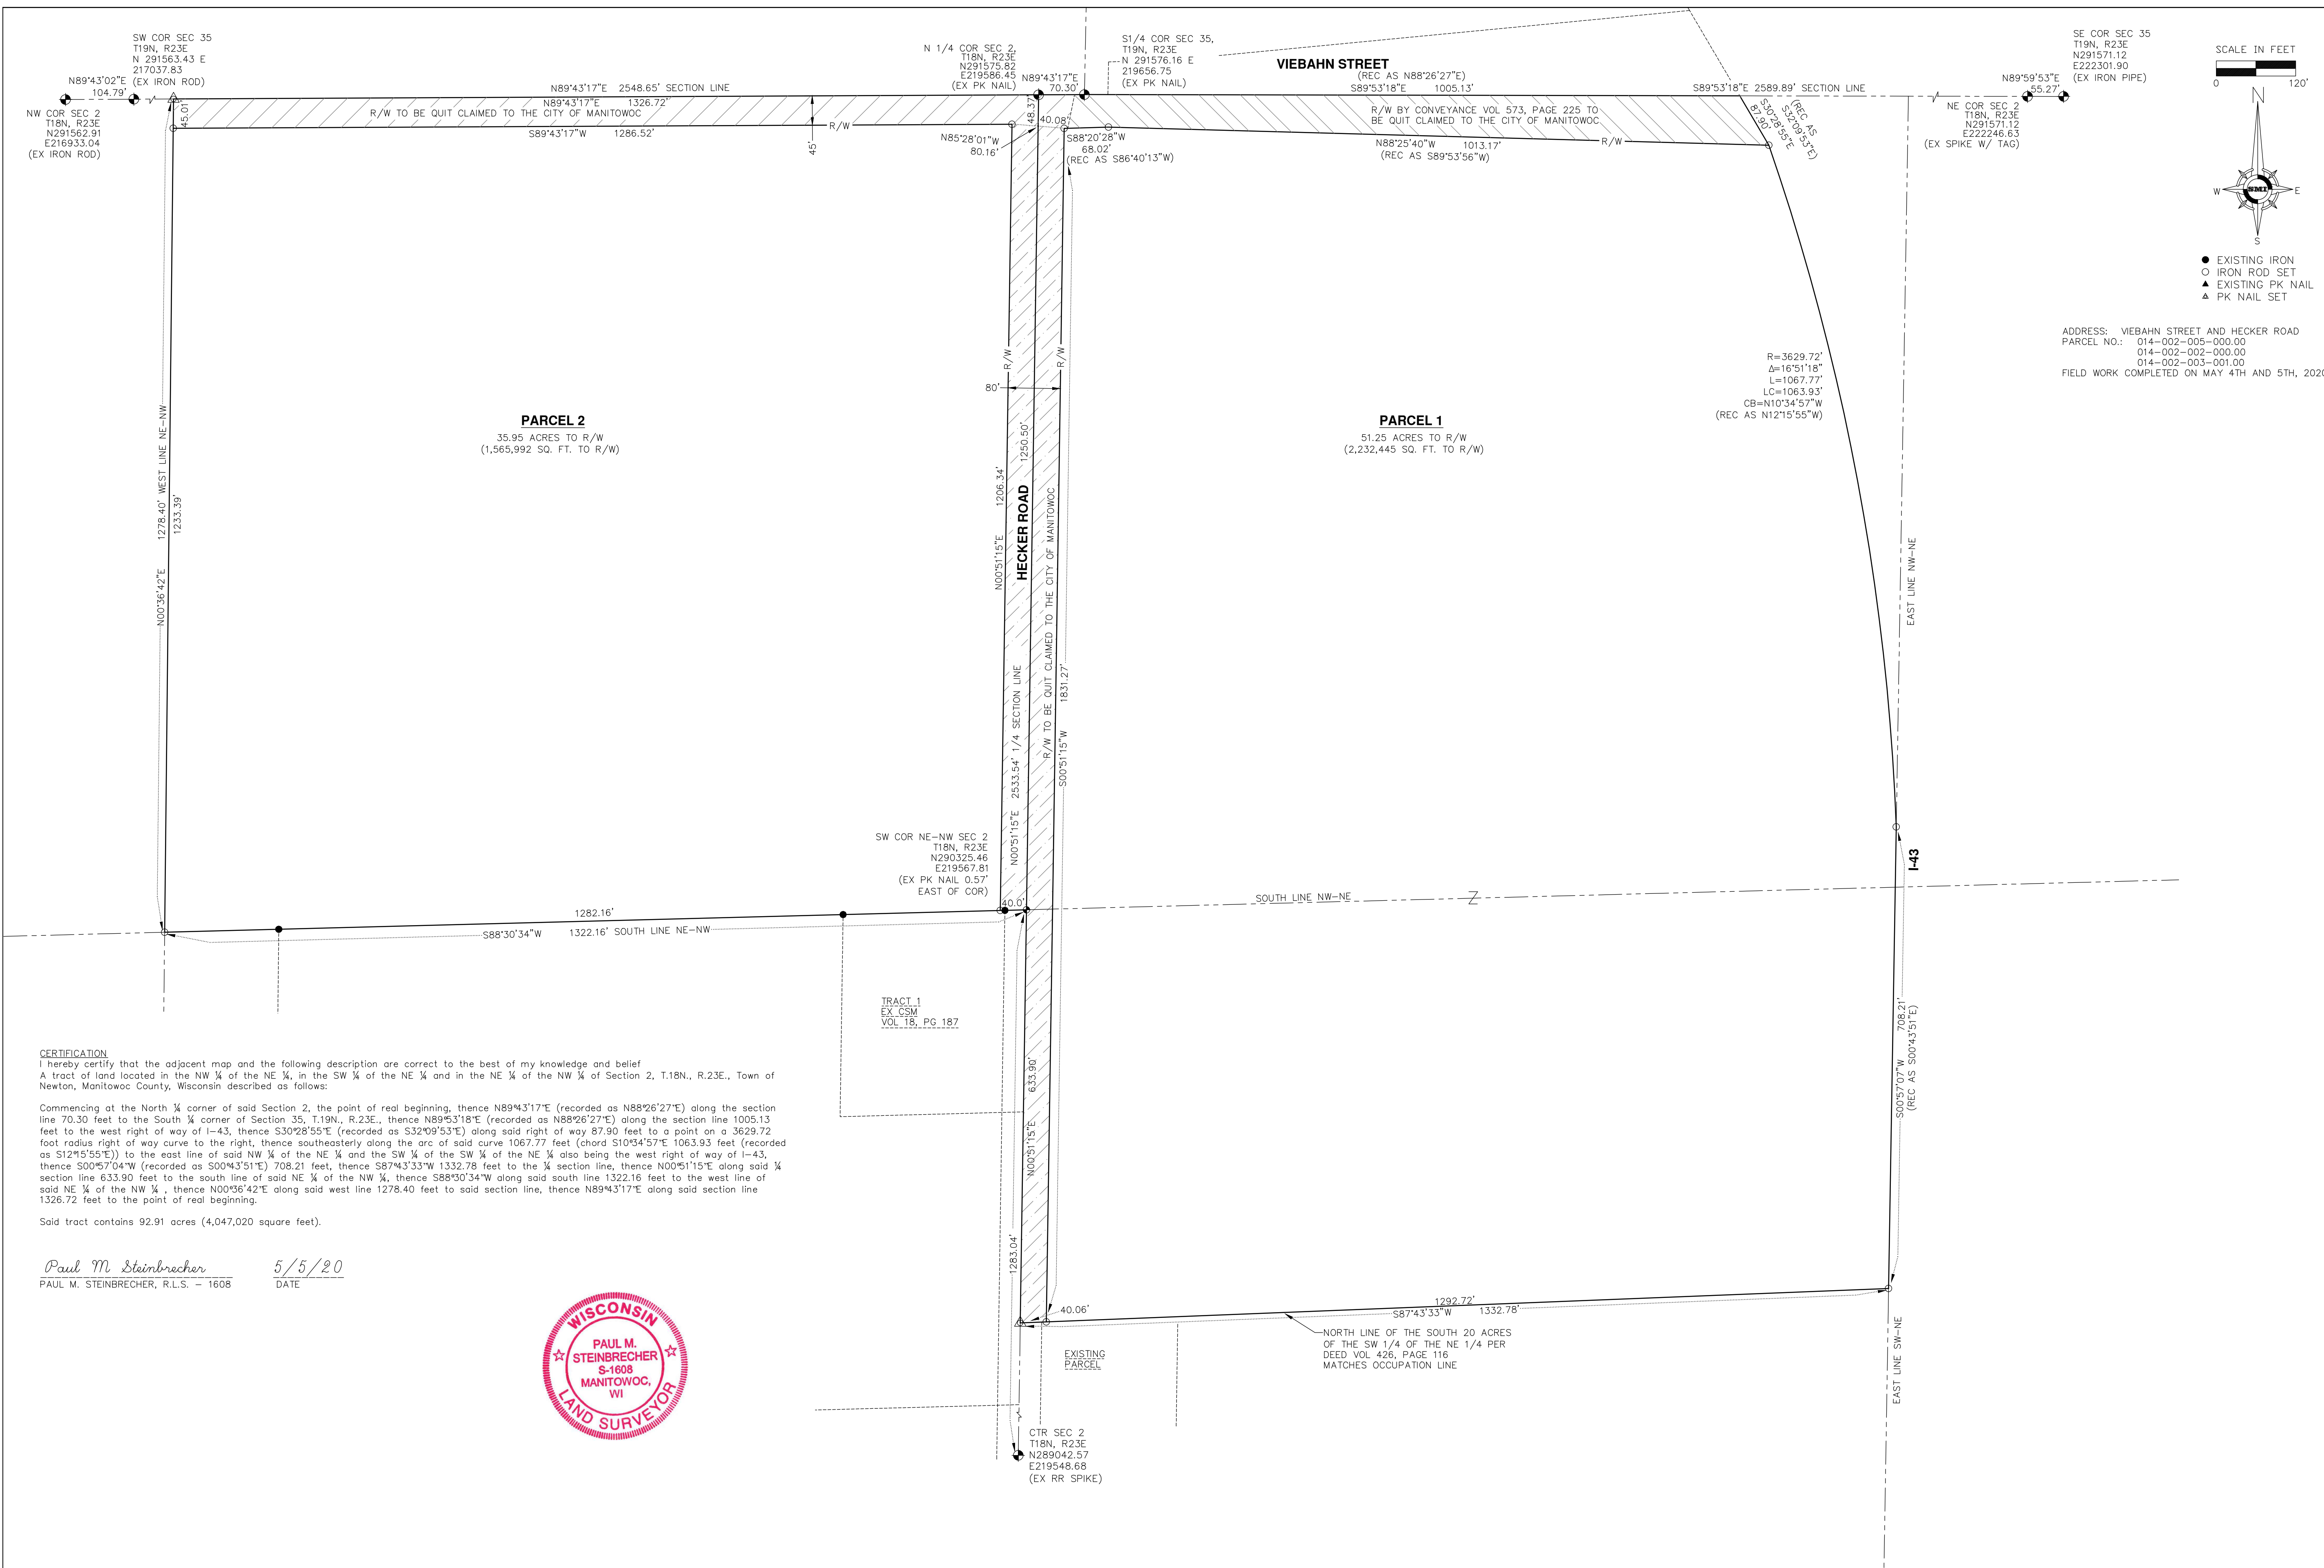 SW COR SEC 35
T19N, R23E
N 291563.43 E
217037.83
(EX IRON ROD)
N89°43'02"E
104.79'
NW COR SEC 2
T18N, R23E
N291562.91
E216933.04
(EX IRON ROD)
45.01'
N89°43'17"E 2548.65' SECTION LINE
N89°43'17"E 1326.72'
R/W TO BE QUIT CLAIMED TO THE CITY OF MANITOWOC
S89°43'17"W 1286.52'
R/W
45'
N 1/4 COR SEC 2,
T18N, R23E
N291575.82
E219586.45
(EX PK NAIL)
N89°43'17"E
70.30'
48.37'
40.08'
N85°28'01"W
80.16'
S1/4 COR SEC 35,
T19N, R23E
N 291576.16 E
219656.75
(EX PK NAIL)
VIEBAHN STREET
(REC AS N88°26'27"E)
S89°53'18"E 1005.13'
S89°53'18"E 2589.89' SECTION LINE
R/W BY CONVEYANCE VOL 573, PAGE 225 TO
BE QUIT CLAIMED TO THE CITY OF MANITOWOC
S88°20'28"W
68.02'
(REC AS S86°40'13"W)
N88°25'40"W 1013.17'
(REC AS S89°53'56"W)
R/W
(REC AS
S32°09'53"E)
S30°28'55"E
87.90'
SE COR SEC 35
T19N, R23E
N291571.12
E222301.90
(EX IRON PIPE)
N89°59'53"E
55.27'
NE COR SEC 2
T18N, R23E
N291571.12
E222246.63
(EX SPIKE W/ TAG)
SCALE IN FEET
0 120'
N
W SMI E
S
EXISTING IRON
IRON ROD SET
EXISTING PK NAIL
PK NAIL SET
ADDRESS: VIEBAHN STREET AND HECKER ROAD
PARCEL NO.: 014-002-005-000.00
014-002-002-000.00
014-002-003-001.00
FIELD WORK COMPLETED ON MAY 4TH AND 5TH, 2020
R=3629.72'
Δ=16°51'18"
L=1067.77'
LC=1063.93'
CB=N10°34'57"W
(REC AS N12°15'55"W)
PARCEL 2
35.95 ACRES TO R/W
(1,565,992 SQ. FT. TO R/W)
PARCEL 1
51.25 ACRES TO R/W
(2,232,445 SQ. FT. TO R/W)
N00°36'42"E 1278.40' WEST LINE NE-NW
1233.39'
R/W
R/W
80'
N00°51'15"E 1206.34'
1250.50'
HECKER ROAD
N00°51'15"E 2533.54' 1/4 SECTION LINE
R/W TO BE QUIT CLAIMED TO THE CITY OF MANITOWOC
S00°51'15"W 1831.27'
EAST LINE NW-NE
I-43
SW COR NE-NW SEC 2
T18N, R23E
N290325.46
E219567.81
(EX PK NAIL 0.57'
EAST OF COR)
40.0'
1282.16'
S88°30'34"W 1322.16' SOUTH LINE NE-NW
SOUTH LINE NW-NE
TRACT 1
EX CSM
VOL 18, PG 187
N00°51'15"E 633.90'
1283.04'
S00°57'07"W 708.21'
(REC AS S00°43'51"E)
CERTIFICATION
I hereby certify that the adjacent map and the following description are correct to the best of my knowledge and belief
A tract of land located in the NW ¼ of the NE ¼, in the SW ¼ of the NE ¼ and in the NE ¼ of the NW ¼ of Section 2, T.18N., R.23E., Town of
Newton, Manitowoc County, Wisconsin described as follows:
Commencing at the North ¼ corner of said Section 2, the point of real beginning, thence N89°43'17"E (recorded as N88°26'27"E) along the section
line 70.30 feet to the South ¼ corner of Section 35, T.19N., R.23E., thence N89°53'18"E (recorded as N88°26'27"E) along the section line 1005.13
feet to the west right of way of I-43, thence S30°28'55"E (recorded as S32°09'53"E) along said right of way 87.90 feet to a point on a 3629.72
foot radius right of way curve to the right, thence southeasterly along the arc of said curve 1067.77 feet (chord S10°34'57"E 1063.93 feet (recorded
as S12°15'55"E)) to the east line of said NW ¼ of the NE ¼ and the SW ¼ of the SW ¼ of the NE ¼ also being the west right of way of I-43,
thence S00°57'04"W (recorded as S00°43'51"E) 708.21 feet, thence S87°43'33"W 1332.78 feet to the ¼ section line, thence N00°51'15"E along said ¼
section line 633.90 feet to the south line of said NE ¼ of the NW ¼, thence S88°30'34"W along said south line 1322.16 feet to the west line of
said NE ¼ of the NW ¼ , thence N00°36'42"E along said west line 1278.40 feet to said section line, thence N89°43'17"E along said section line
1326.72 feet to the point of real beginning.
Said tract contains 92.91 acres (4,047,020 square feet).
Paul M Steinbrecher 5/5/20
PAUL M. STEINBRECHER, R.L.S. - 1608 DATE
WISCONSIN
PAUL M.
STEINBRECHER
S-1608
MANITOWOC,
WI
LAND SURVEYOR
40.06'
1292.72'
S87°43'33"W 1332.78'
NORTH LINE OF THE SOUTH 20 ACRES
OF THE SW 1/4 OF THE NE 1/4 PER
DEED VOL 426, PAGE 116
MATCHES OCCUPATION LINE
EXISTING
PARCEL
EAST LINE SW-NE
CTR SEC 2
T18N, R23E
N289042.57
E219548.68
(EX RR SPIKE)